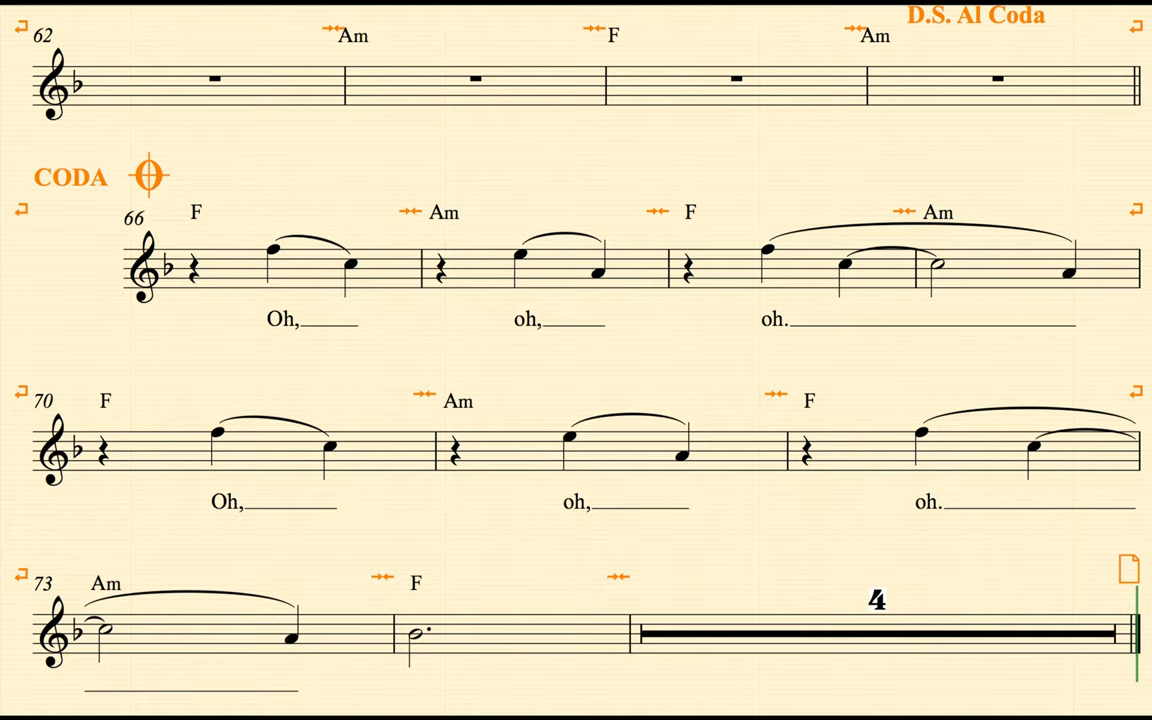 D.S. Al Coda
62 Am F Am
CODA
66 F Am F Am
Oh, oh, oh.
70 F Am F
Oh, oh, oh.
73 Am F 4